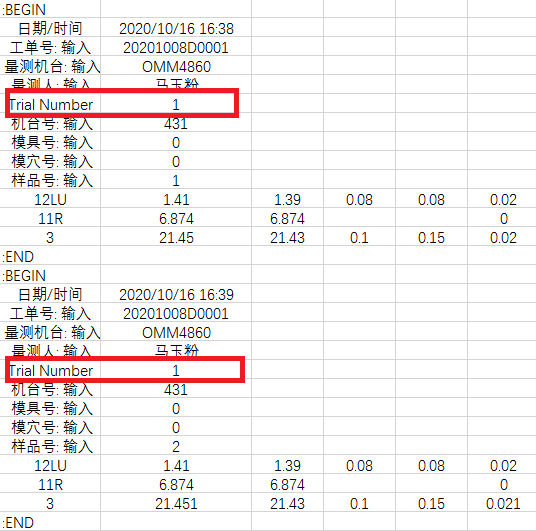 :BEGIN
日期/时间 2020/10/16 16:38
工单号: 输入 20201008D0001
量测机台: 输入 OMM4860
量测人: 输入 马玉粉
Trial Number 1
机台号: 输入 431
模具号: 输入 0
模穴号: 输入 0
样品号: 输入 1
12LU 1.41 1.39 0.08 0.08 0.02
11R 6.874 6.874 0
3 21.45 21.43 0.1 0.15 0.02
:END
:BEGIN
日期/时间 2020/10/16 16:39
工单号: 输入 20201008D0001
量测机台: 输入 OMM4860
量测人: 输入 马玉粉
Trial Number 1
机台号: 输入 431
模具号: 输入 0
模穴号: 输入 0
样品号: 输入 2
12LU 1.41 1.39 0.08 0.08 0.02
11R 6.874 6.874 0
3 21.451 21.43 0.1 0.15 0.021
:END